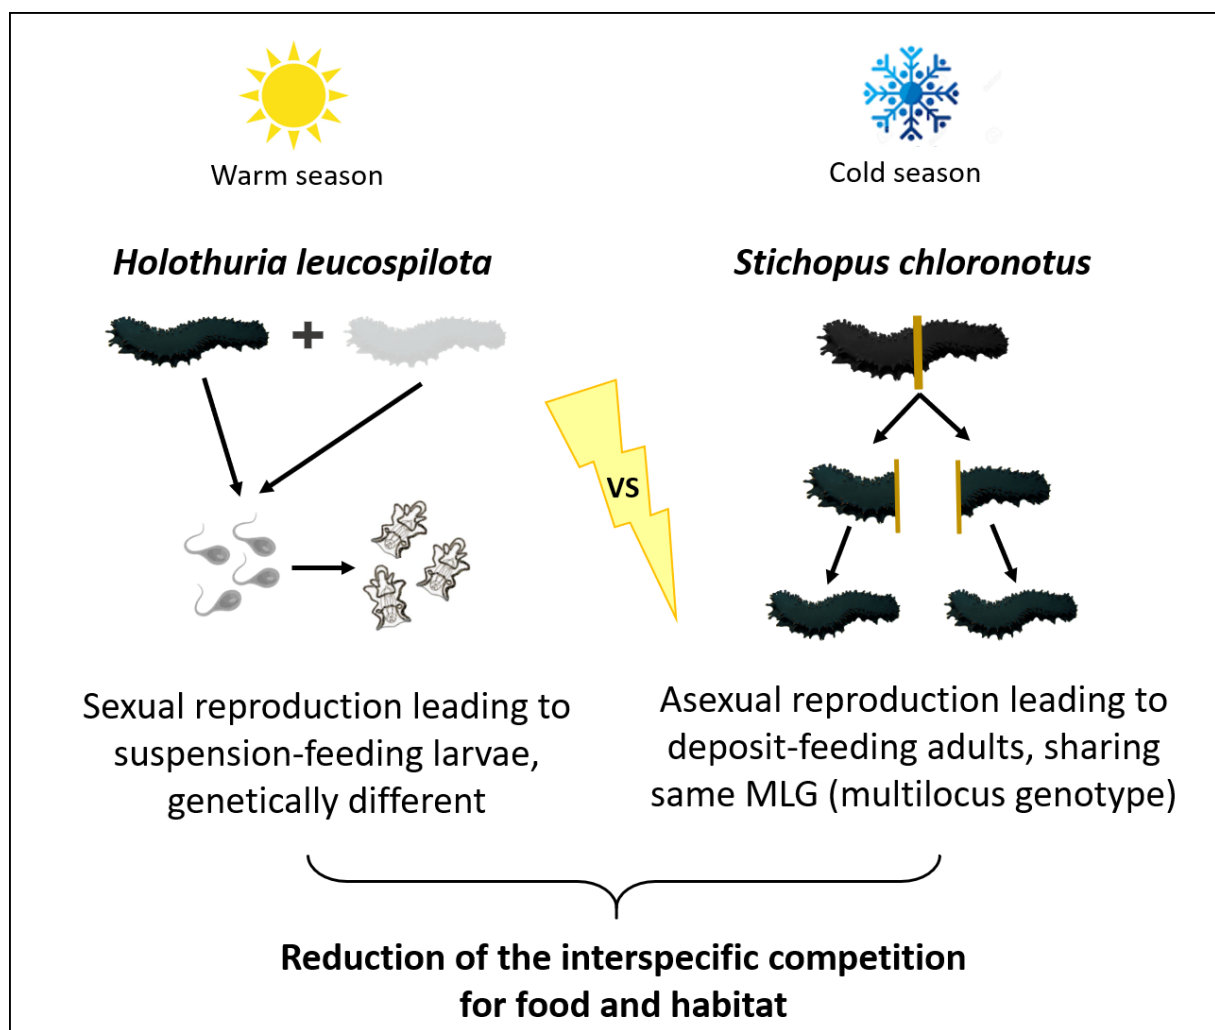 Warm season
Cold season
Holothuria leucospilota
Stichopus chloronotus
+
VS
Sexual reproduction leading to
suspension-feeding larvae,
genetically different
Asexual reproduction leading to
deposit-feeding adults, sharing
same MLG (multilocus genotype)
Reduction of the interspecific competition
for food and habitat